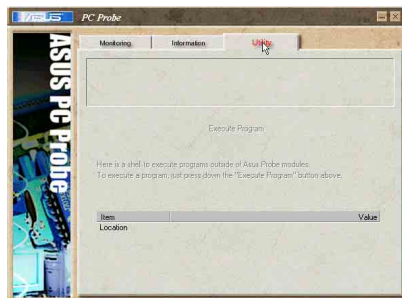 ASUS PC Probe
Monitoring Information Utility
ASUS PC Probe
Execute Program
Here is a shell to execute programs outside of Asus Probe modules.
To execute a program, just press down the "Execute Program" button above.
Item Value
Location